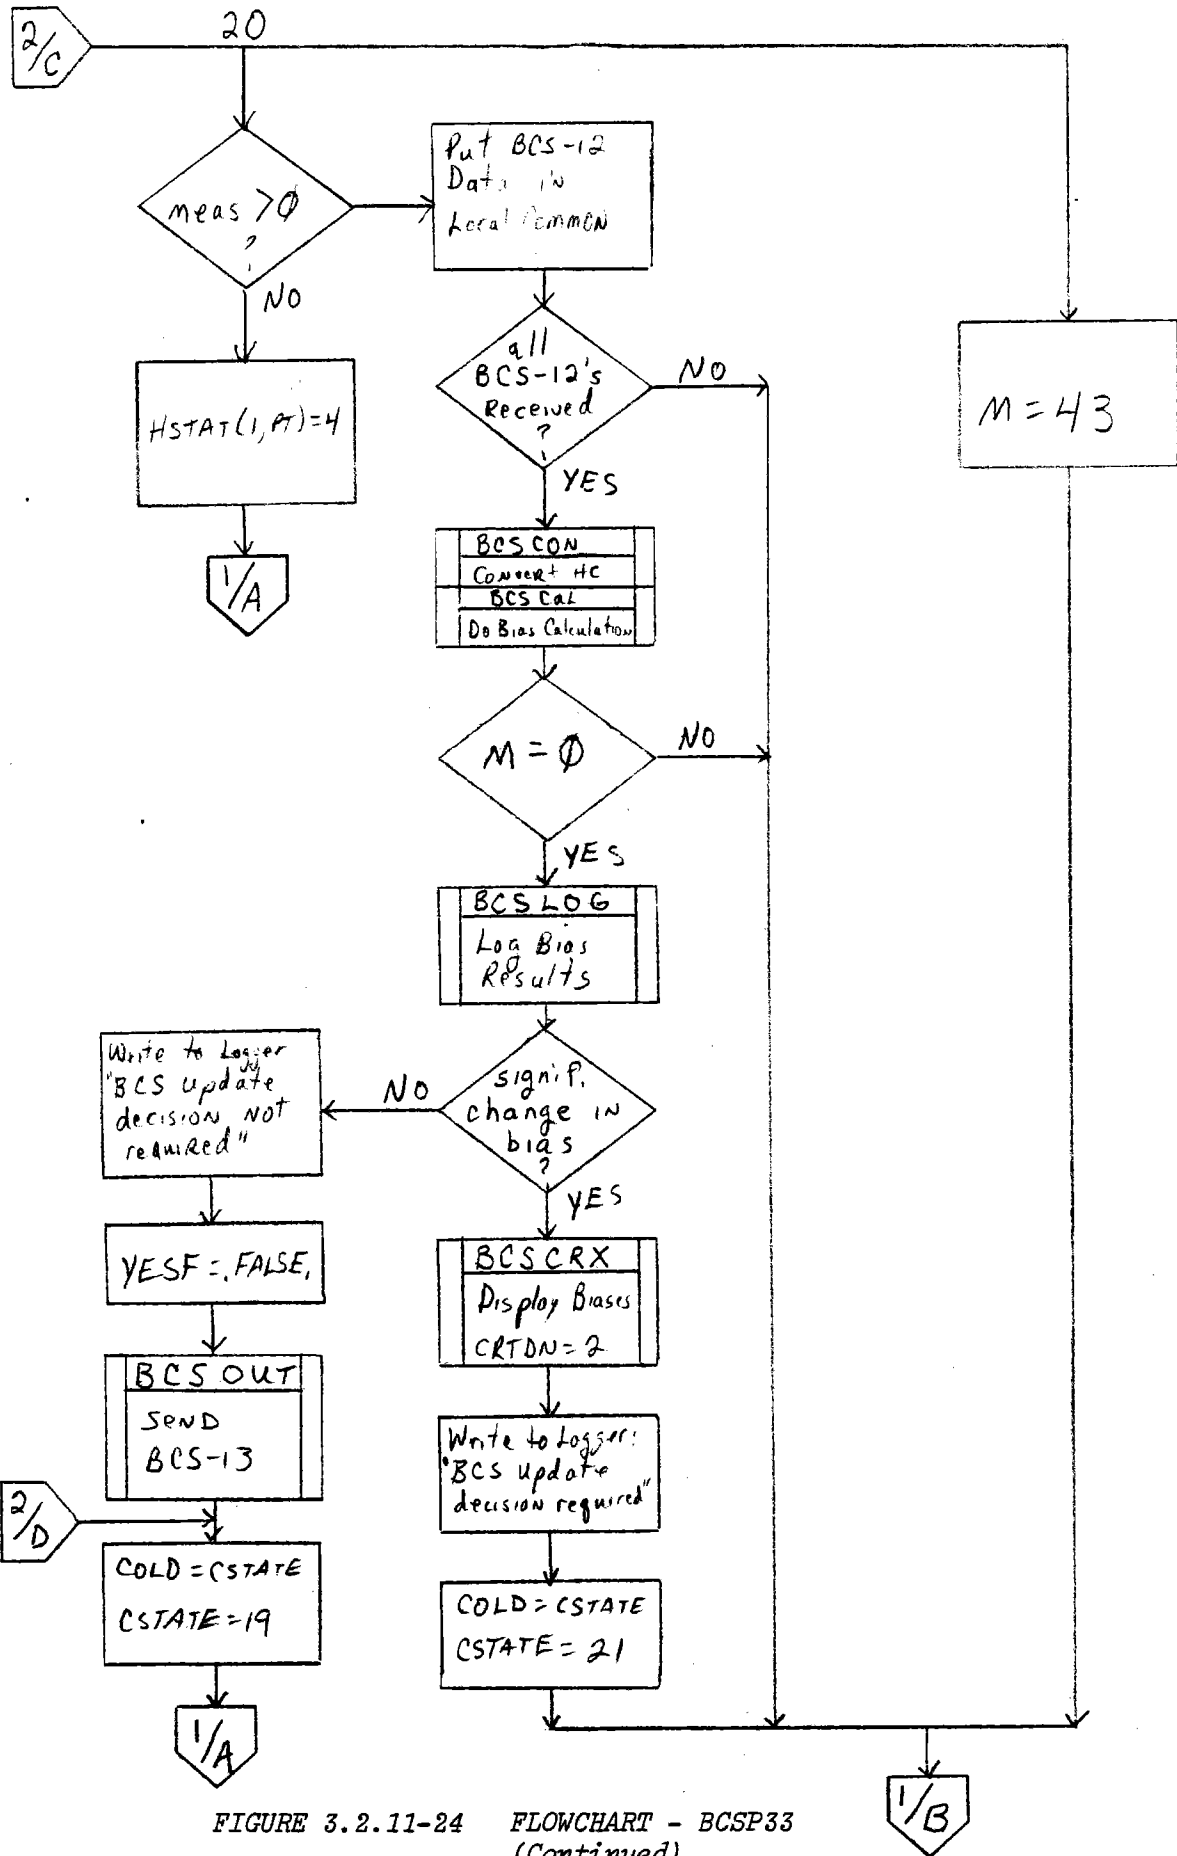 2/C
20
meas > Ø
?
NO
HSTAT(1,PT)=4
1/A
Put BCS-12
Data IN
Local Common
all
BCS-12's
Received
?
NO
YES
M = 43
BCSCON
Convert HC
BCSCAL
Do Bias Calculation
M = Ø
NO
YES
BCSLOG
Log Bias
Results
signif.
change IN
bias
?
NO
YES
Write to Logger
"BCS update
decision NOT
required"
YESF = .FALSE.
BCSOUT
SEND
BCS-13
2/D
COLD = CSTATE
CSTATE = 19
1/A
BCSCRX
Display Biases
CRTDN = 2
Write to Logger:
"BCS update
decision required"
COLD = CSTATE
CSTATE = 21
1/B
FIGURE 3.2.11-24 FLOWCHART - BCSP33
(Continued)